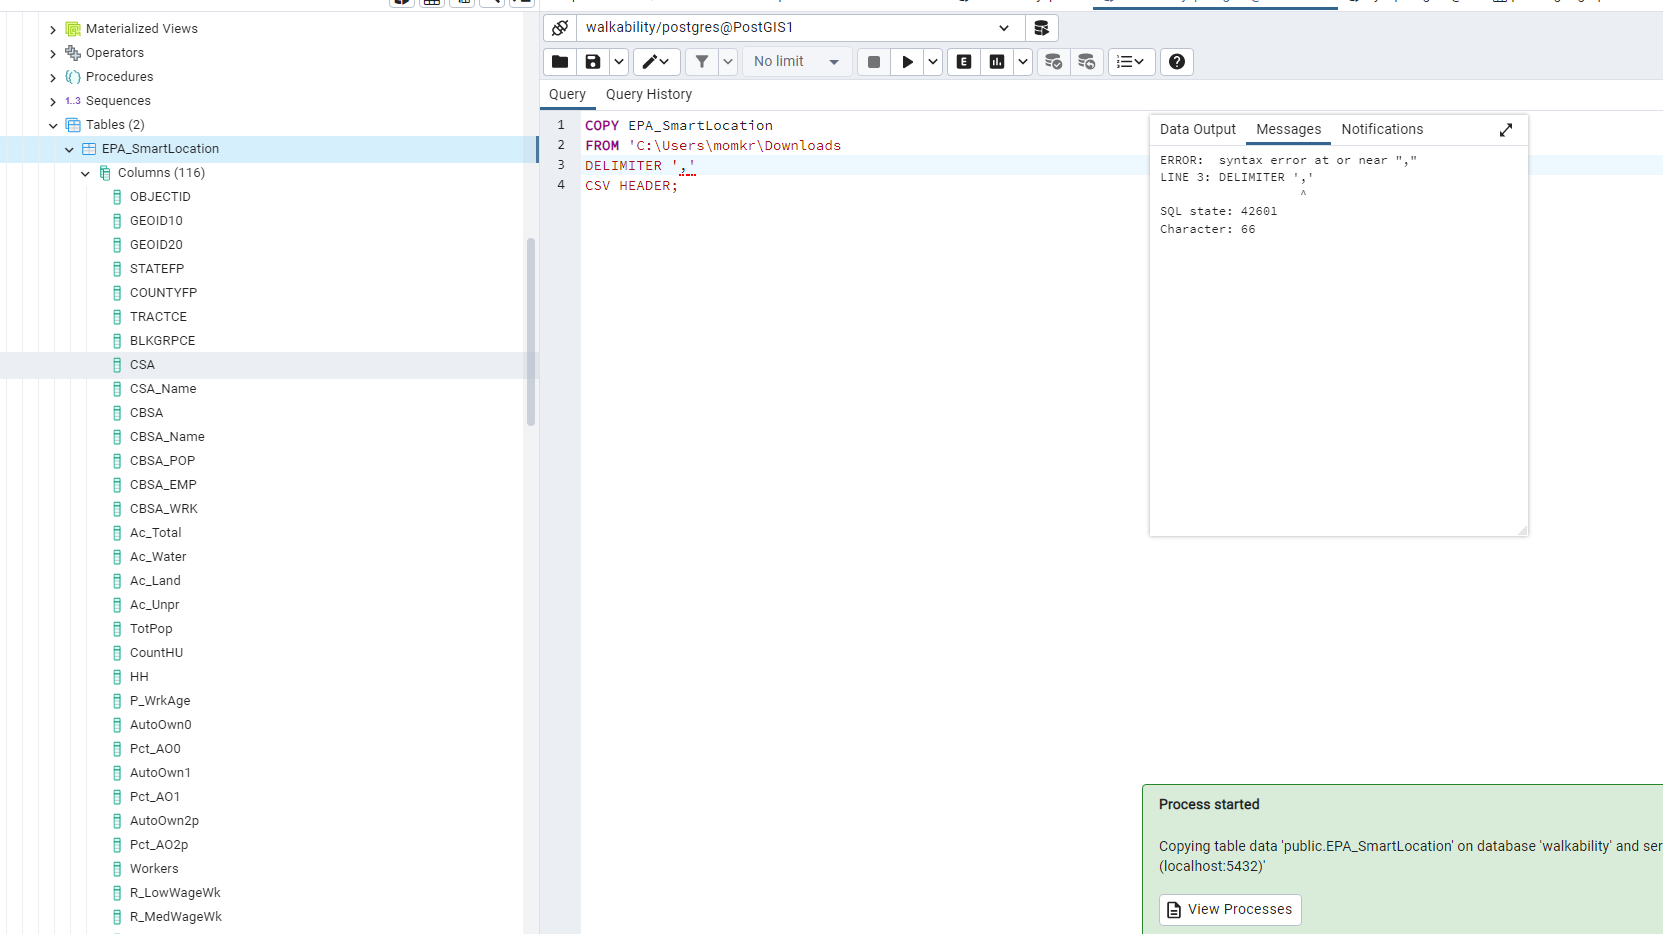 Materialized Views
Operators
Procedures
1..3 Sequences
Tables (2)
EPA_SmartLocation
Columns (116)
OBJECTID
GEOID10
GEOID20
STATEFP
COUNTYFP
TRACTCE
BLKGRPCE
CSA
CSA_Name
CBSA
CBSA_Name
CBSA_POP
CBSA_EMP
CBSA_WRK
Ac_Total
Ac_Water
Ac_Land
Ac_Unpr
TotPop
CountHU
HH
P_WrkAge
AutoOwn0
Pct_AO0
AutoOwn1
Pct_AO1
AutoOwn2p
Pct_AO2p
Workers
R_LowWageWk
R_MedWageWk
walkability/postgres@PostGIS1
No limit
E
Query Query History
1 COPY EPA_SmartLocation
2 FROM 'C:\Users\momkr\Downloads
3 DELIMITER ','
4 CSV HEADER;
Data Output Messages Notifications
ERROR: syntax error at or near ","
LINE 3: DELIMITER ','
^
SQL state: 42601
Character: 66
Process started
Copying table data 'public.EPA_SmartLocation' on database 'walkability' and ser
(localhost:5432)'
View Processes